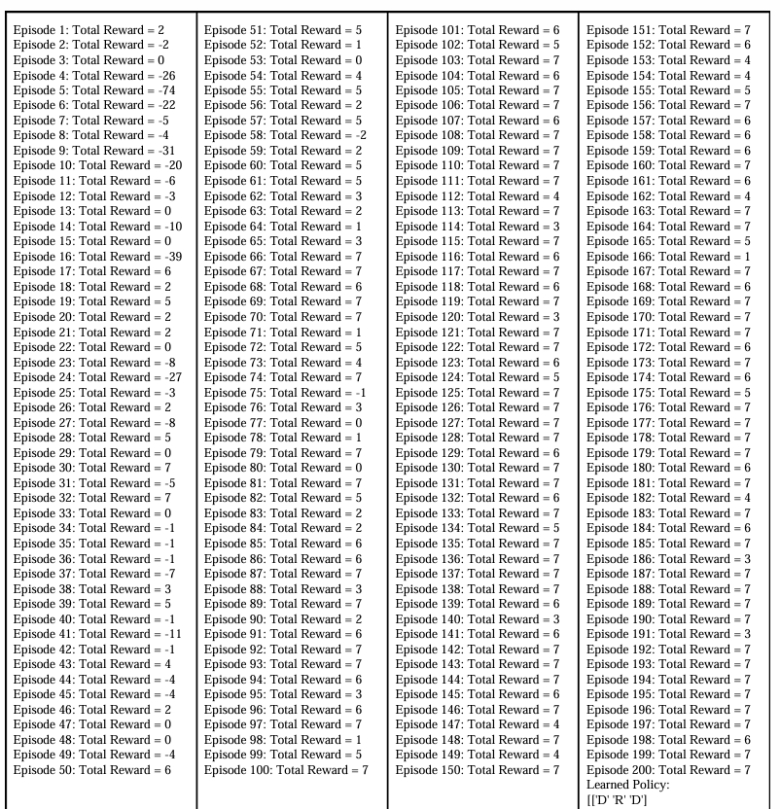 Episode 1: Total Reward = 2
Episode 2: Total Reward = -2
Episode 3: Total Reward = 0
Episode 4: Total Reward = -26
Episode 5: Total Reward = -74
Episode 6: Total Reward = -22
Episode 7: Total Reward = -5
Episode 8: Total Reward = -4
Episode 9: Total Reward = -31
Episode 10: Total Reward = -20
Episode 11: Total Reward = -6
Episode 12: Total Reward = -3
Episode 13: Total Reward = 0
Episode 14: Total Reward = -10
Episode 15: Total Reward = 0
Episode 16: Total Reward = -39
Episode 17: Total Reward = 6
Episode 18: Total Reward = 2
Episode 19: Total Reward = 5
Episode 20: Total Reward = 2
Episode 21: Total Reward = 2
Episode 22: Total Reward = 0
Episode 23: Total Reward = -8
Episode 24: Total Reward = -27
Episode 25: Total Reward = -3
Episode 26: Total Reward = 2
Episode 27: Total Reward = -8
Episode 28: Total Reward = 5
Episode 29: Total Reward = 0
Episode 30: Total Reward = 7
Episode 31: Total Reward = -5
Episode 32: Total Reward = 7
Episode 33: Total Reward = 0
Episode 34: Total Reward = -1
Episode 35: Total Reward = -1
Episode 36: Total Reward = -1
Episode 37: Total Reward = -7
Episode 38: Total Reward = 3
Episode 39: Total Reward = 5
Episode 40: Total Reward = -1
Episode 41: Total Reward = -11
Episode 42: Total Reward = -1
Episode 43: Total Reward = 4
Episode 44: Total Reward = -4
Episode 45: Total Reward = -4
Episode 46: Total Reward = 2
Episode 47: Total Reward = 0
Episode 48: Total Reward = 0
Episode 49: Total Reward = -4
Episode 50: Total Reward = 6
Episode 51: Total Reward = 5
Episode 52: Total Reward = 1
Episode 53: Total Reward = 0
Episode 54: Total Reward = 4
Episode 55: Total Reward = 5
Episode 56: Total Reward = 2
Episode 57: Total Reward = 5
Episode 58: Total Reward = -2
Episode 59: Total Reward = 2
Episode 60: Total Reward = 5
Episode 61: Total Reward = 5
Episode 62: Total Reward = 3
Episode 63: Total Reward = 2
Episode 64: Total Reward = 1
Episode 65: Total Reward = 3
Episode 66: Total Reward = 7
Episode 67: Total Reward = 7
Episode 68: Total Reward = 6
Episode 69: Total Reward = 7
Episode 70: Total Reward = 7
Episode 71: Total Reward = 1
Episode 72: Total Reward = 5
Episode 73: Total Reward = 4
Episode 74: Total Reward = 7
Episode 75: Total Reward = -1
Episode 76: Total Reward = 3
Episode 77: Total Reward = 0
Episode 78: Total Reward = 1
Episode 79: Total Reward = 7
Episode 80: Total Reward = 0
Episode 81: Total Reward = 7
Episode 82: Total Reward = 5
Episode 83: Total Reward = 2
Episode 84: Total Reward = 2
Episode 85: Total Reward = 6
Episode 86: Total Reward = 6
Episode 87: Total Reward = 7
Episode 88: Total Reward = 3
Episode 89: Total Reward = 7
Episode 90: Total Reward = 2
Episode 91: Total Reward = 6
Episode 92: Total Reward = 7
Episode 93: Total Reward = 7
Episode 94: Total Reward = 6
Episode 95: Total Reward = 3
Episode 96: Total Reward = 6
Episode 97: Total Reward = 7
Episode 98: Total Reward = 1
Episode 99: Total Reward = 5
Episode 100: Total Reward = 7
Episode 101: Total Reward = 6
Episode 102: Total Reward = 5
Episode 103: Total Reward = 7
Episode 104: Total Reward = 6
Episode 105: Total Reward = 7
Episode 106: Total Reward = 7
Episode 107: Total Reward = 6
Episode 108: Total Reward = 7
Episode 109: Total Reward = 7
Episode 110: Total Reward = 7
Episode 111: Total Reward = 7
Episode 112: Total Reward = 4
Episode 113: Total Reward = 7
Episode 114: Total Reward = 3
Episode 115: Total Reward = 7
Episode 116: Total Reward = 6
Episode 117: Total Reward = 7
Episode 118: Total Reward = 6
Episode 119: Total Reward = 7
Episode 120: Total Reward = 3
Episode 121: Total Reward = 7
Episode 122: Total Reward = 7
Episode 123: Total Reward = 6
Episode 124: Total Reward = 5
Episode 125: Total Reward = 7
Episode 126: Total Reward = 7
Episode 127: Total Reward = 7
Episode 128: Total Reward = 7
Episode 129: Total Reward = 6
Episode 130: Total Reward = 7
Episode 131: Total Reward = 7
Episode 132: Total Reward = 6
Episode 133: Total Reward = 7
Episode 134: Total Reward = 5
Episode 135: Total Reward = 7
Episode 136: Total Reward = 7
Episode 137: Total Reward = 7
Episode 138: Total Reward = 7
Episode 139: Total Reward = 6
Episode 140: Total Reward = 3
Episode 141: Total Reward = 6
Episode 142: Total Reward = 7
Episode 143: Total Reward = 7
Episode 144: Total Reward = 7
Episode 145: Total Reward = 6
Episode 146: Total Reward = 7
Episode 147: Total Reward = 4
Episode 148: Total Reward = 7
Episode 149: Total Reward = 4
Episode 150: Total Reward = 7
Episode 151: Total Reward = 7
Episode 152: Total Reward = 6
Episode 153: Total Reward = 4
Episode 154: Total Reward = 4
Episode 155: Total Reward = 5
Episode 156: Total Reward = 7
Episode 157: Total Reward = 6
Episode 158: Total Reward = 6
Episode 159: Total Reward = 6
Episode 160: Total Reward = 7
Episode 161: Total Reward = 6
Episode 162: Total Reward = 4
Episode 163: Total Reward = 7
Episode 164: Total Reward = 7
Episode 165: Total Reward = 5
Episode 166: Total Reward = 1
Episode 167: Total Reward = 7
Episode 168: Total Reward = 6
Episode 169: Total Reward = 7
Episode 170: Total Reward = 7
Episode 171: Total Reward = 7
Episode 172: Total Reward = 6
Episode 173: Total Reward = 7
Episode 174: Total Reward = 6
Episode 175: Total Reward = 5
Episode 176: Total Reward = 7
Episode 177: Total Reward = 7
Episode 178: Total Reward = 7
Episode 179: Total Reward = 7
Episode 180: Total Reward = 6
Episode 181: Total Reward = 7
Episode 182: Total Reward = 4
Episode 183: Total Reward = 7
Episode 184: Total Reward = 6
Episode 185: Total Reward = 7
Episode 186: Total Reward = 3
Episode 187: Total Reward = 7
Episode 188: Total Reward = 7
Episode 189: Total Reward = 7
Episode 190: Total Reward = 7
Episode 191: Total Reward = 3
Episode 192: Total Reward = 7
Episode 193: Total Reward = 7
Episode 194: Total Reward = 7
Episode 195: Total Reward = 7
Episode 196: Total Reward = 7
Episode 197: Total Reward = 7
Episode 198: Total Reward = 6
Episode 199: Total Reward = 7
Episode 200: Total Reward = 7
Learned Policy:
[['D' 'R' 'D']